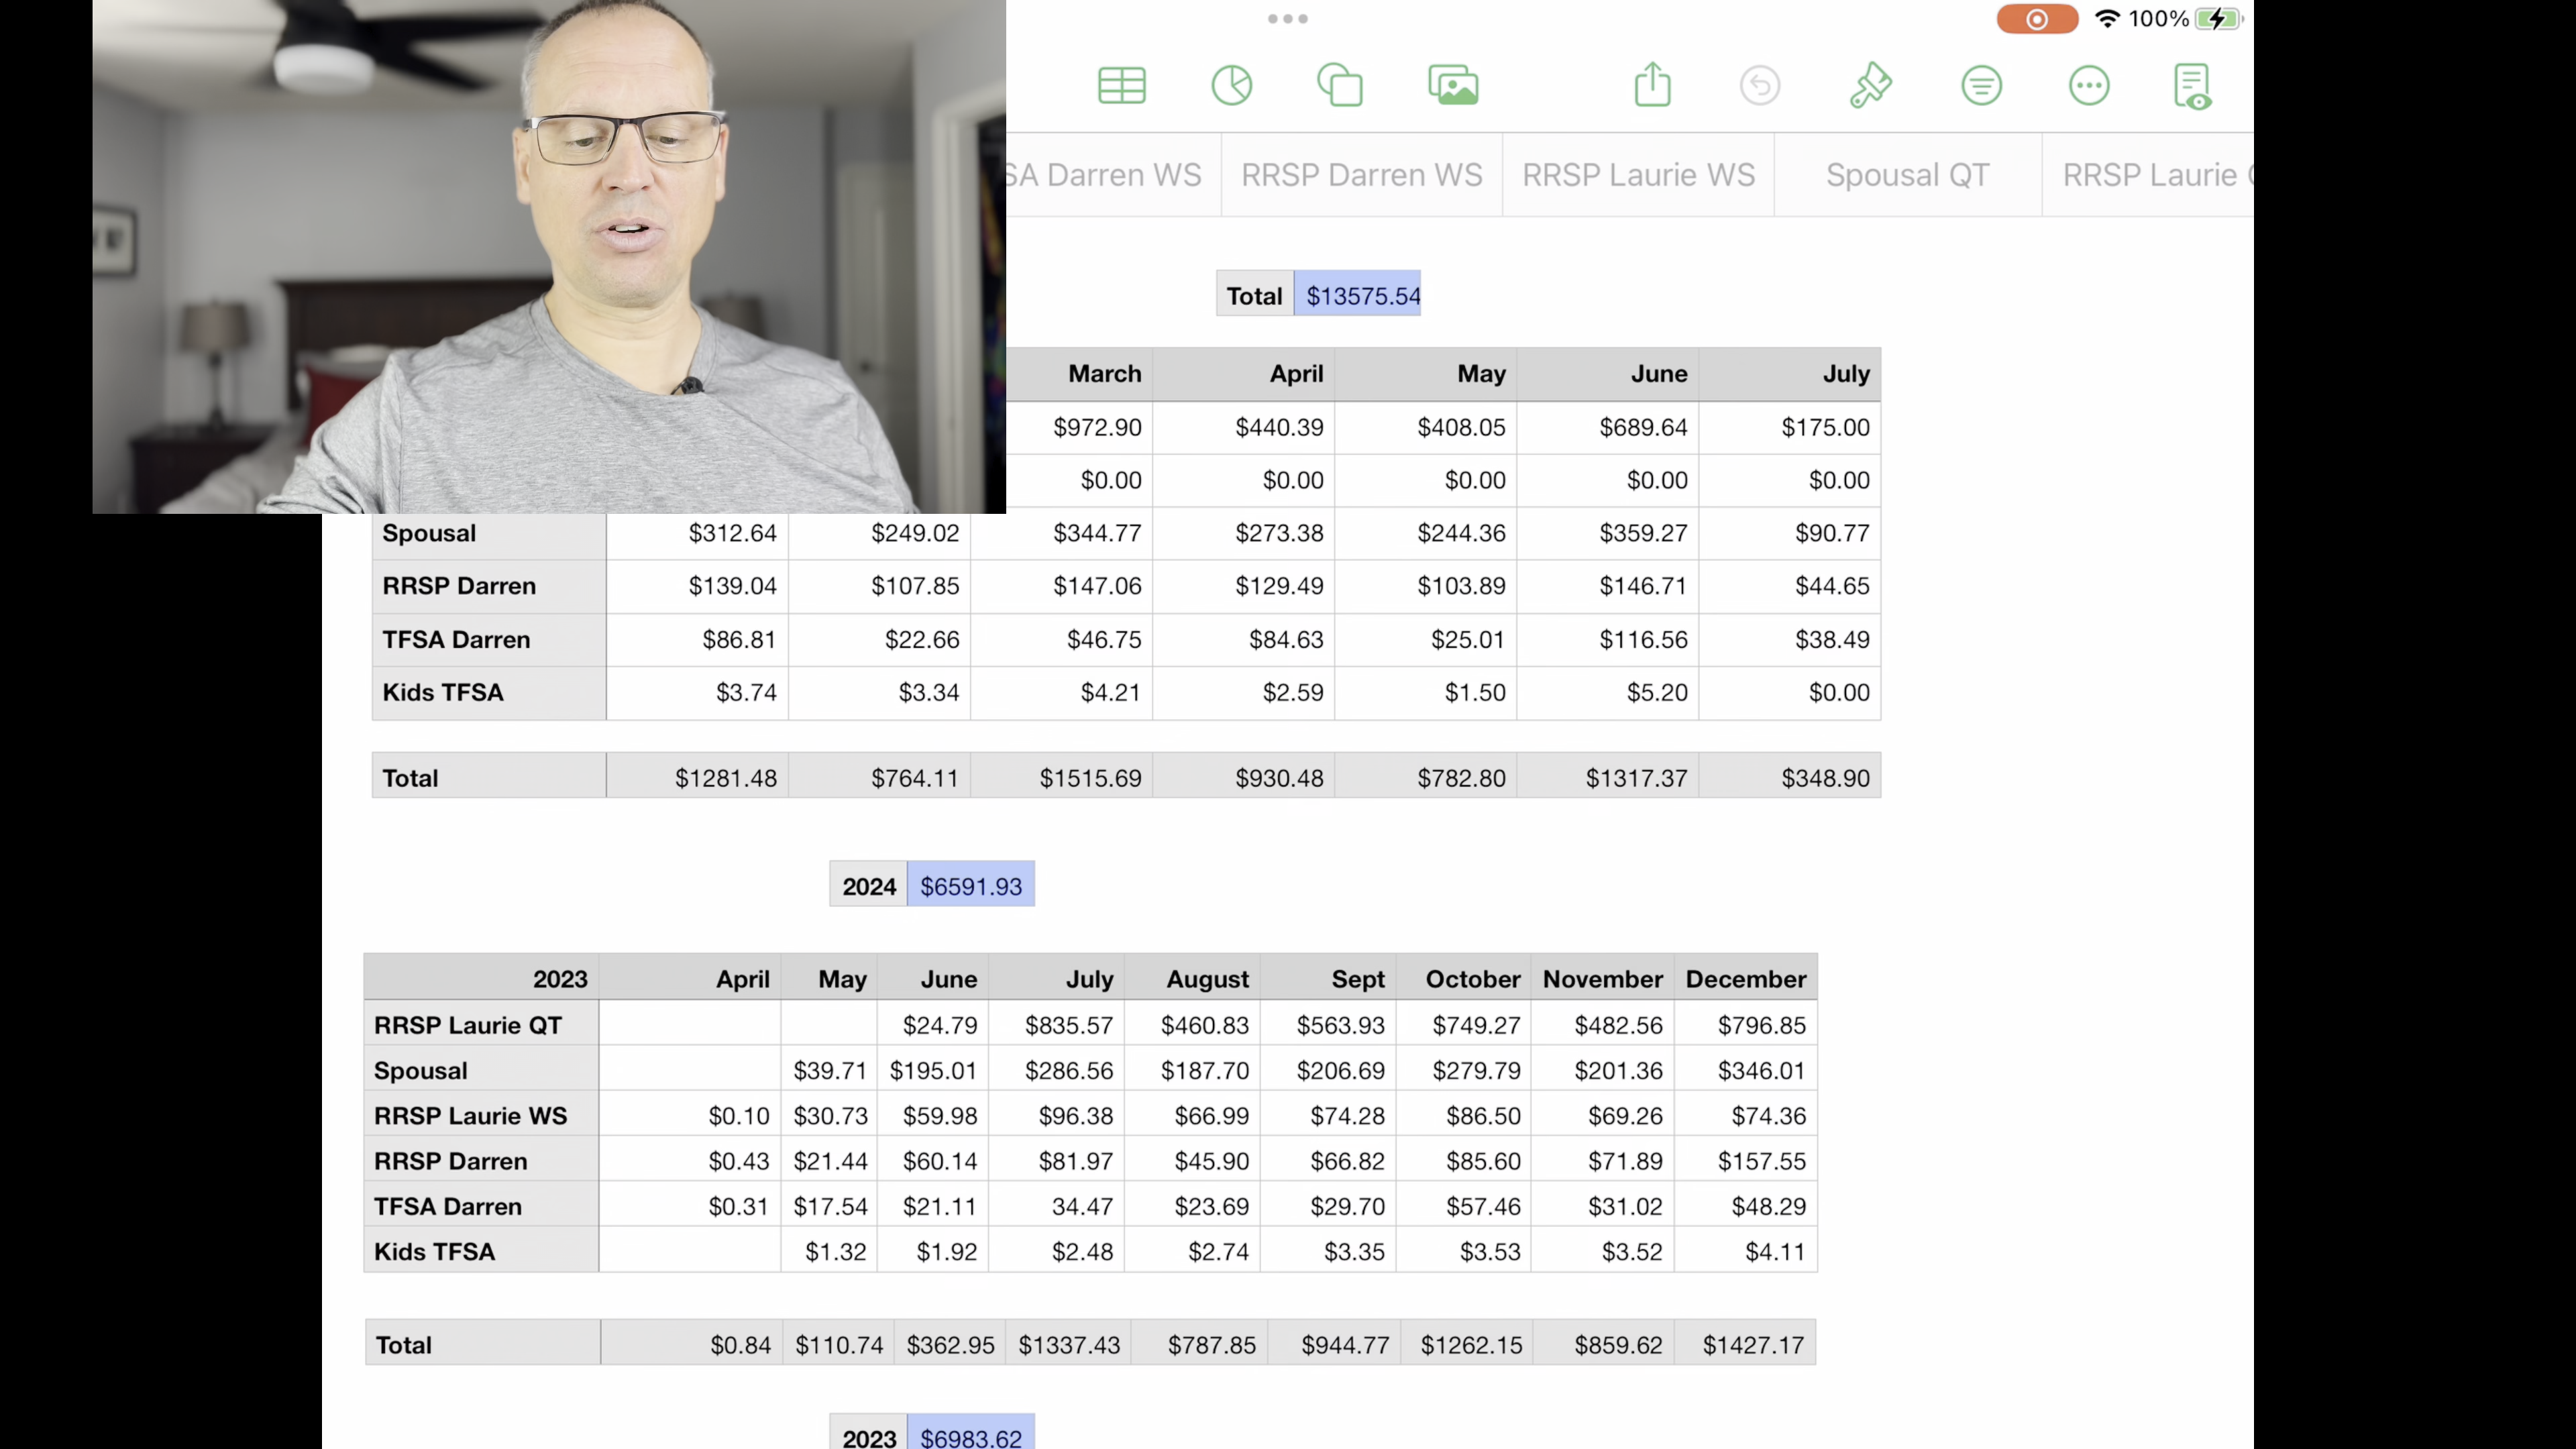 100%
SA Darren WS RRSP Darren WS RRSP Laurie WS Spousal QT RRSP Laurie
Total $13575.54
March April May June July
$972.90 $440.39 $408.05 $689.64 $175.00
$0.00 $0.00 $0.00 $0.00 $0.00
Spousal $312.64 $249.02 $344.77 $273.38 $244.36 $359.27 $90.77
RRSP Darren $139.04 $107.85 $147.06 $129.49 $103.89 $146.71 $44.65
TFSA Darren $86.81 $22.66 $46.75 $84.63 $25.01 $116.56 $38.49
Kids TFSA $3.74 $3.34 $4.21 $2.59 $1.50 $5.20 $0.00
Total $1281.48 $764.11 $1515.69 $930.48 $782.80 $1317.37 $348.90
2024 $6591.93
2023 April May June July August Sept October November December
RRSP Laurie QT $24.79 $835.57 $460.83 $563.93 $749.27 $482.56 $796.85
Spousal $39.71 $195.01 $286.56 $187.70 $206.69 $279.79 $201.36 $346.01
RRSP Laurie WS $0.10 $30.73 $59.98 $96.38 $66.99 $74.28 $86.50 $69.26 $74.36
RRSP Darren $0.43 $21.44 $60.14 $81.97 $45.90 $66.82 $85.60 $71.89 $157.55
TFSA Darren $0.31 $17.54 $21.11 34.47 $23.69 $29.70 $57.46 $31.02 $48.29
Kids TFSA $1.32 $1.92 $2.48 $2.74 $3.35 $3.53 $3.52 $4.11
Total $0.84 $110.74 $362.95 $1337.43 $787.85 $944.77 $1262.15 $859.62 $1427.17
2023 $6983.62